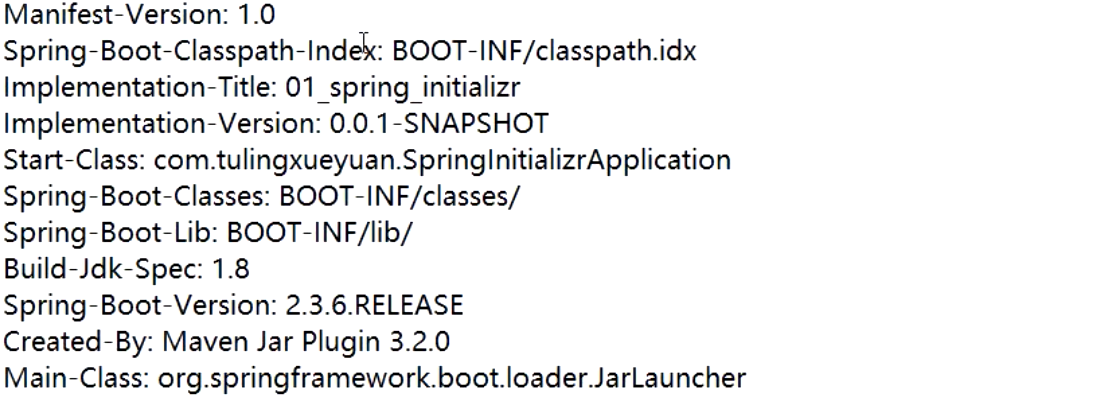 Manifest-Version: 1.0
Spring-Boot-Classpath-Index: BOOT-INF/classpath.idx
Implementation-Title: 01_spring_initializr
Implementation-Version: 0.0.1-SNAPSHOT
Start-Class: com.tulingxueyuan.SpringInitializrApplication
Spring-Boot-Classes: BOOT-INF/classes/
Spring-Boot-Lib: BOOT-INF/lib/
Build-Jdk-Spec: 1.8
Spring-Boot-Version: 2.3.6.RELEASE
Created-By: Maven Jar Plugin 3.2.0
Main-Class: org.springframework.boot.loader.JarLauncher